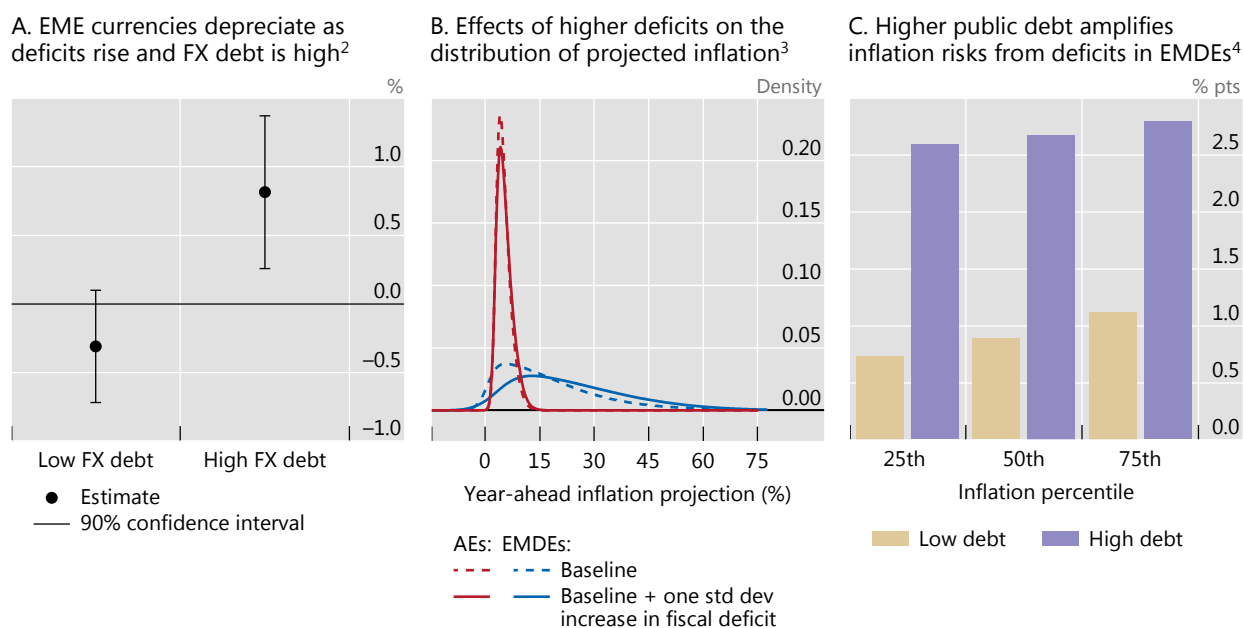 A. EME currencies depreciate as
deficits rise and FX debt is high2
%
1.0
0.5
0.0
–0.5
–1.0
Low FX debt
High FX debt
Estimate
90% confidence interval
B. Effects of higher deficits on the
distribution of projected inflation3
Density
0.20
0.15
0.10
0.05
0.00
0 15 30 45 60 75
Year-ahead inflation projection (%)
AEs: EMDEs:
Baseline
Baseline + one std dev
increase in fiscal deficit
C. Higher public debt amplifies
inflation risks from deficits in EMDEs4
% pts
2.5
2.0
1.5
1.0
0.5
0.0
25th 50th 75th
Inflation percentile
Low debt
High debt